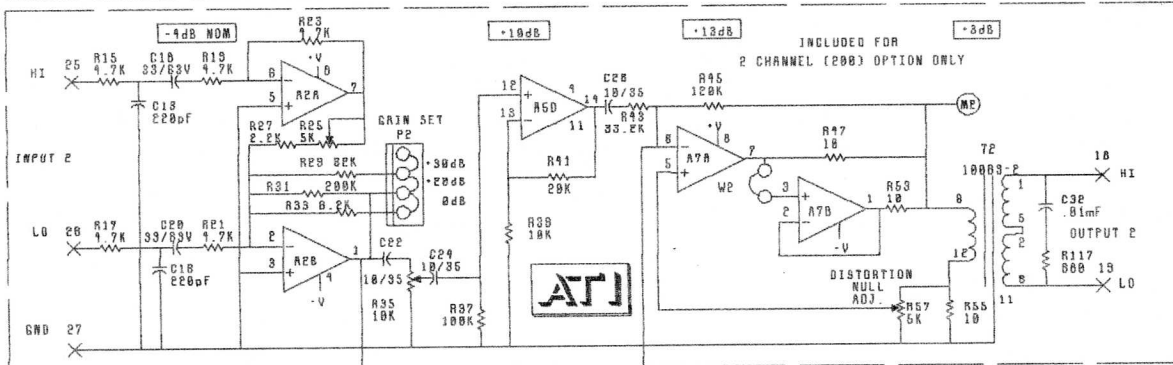 -4dB NOM
+10dB
+13dB
+3dB
INCLUDED FOR
2 CHANNEL (200) OPTION ONLY
HI
25
R15
4.7K
C16
33/63V
R19
4.7K
R23
4.7K
+V
8
6
5
A2A
7
C13
220pF
R27
2.2K
R25
5K
GAIN SET
P2
+30dB
+20dB
0dB
R29 82K
R31
200K
R33 8.2K
INPUT 2
LO
26
R17
4.7K
C20
33/63V
R21
4.7K
2
3
A2B
1
4
-V
C18
220pF
C22
10/35
R35
10K
C24
10/35
R37
100K
GND 27
12
13
A5D
4
14
11
C26
10/35
R43
33.2K
R41
20K
R39
10K
ATI
R45
120K
M2
+V
8
6
5
A7A
7
W2
R47
10
3
2
A7B
1
-V
R53
10
DISTORTION
NULL
ADJ.
R57
5K
R55
10
T2
10089-2
8
12
1
5
2
6
11
C32
.01mF
R117
660
18
HI
OUTPUT 2
19
LO